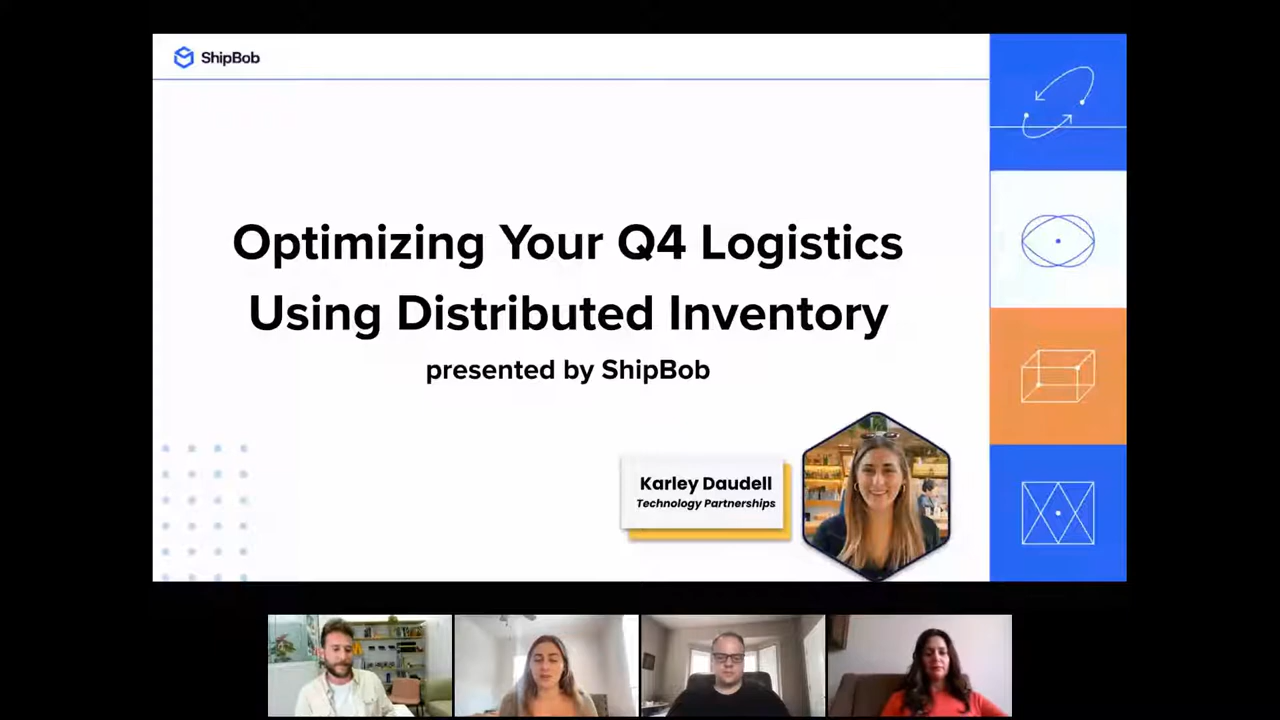 ShipBob
Optimizing Your Q4 Logistics
Using Distributed Inventory
presented by ShipBob
Karley Daudell
Technology Partnerships